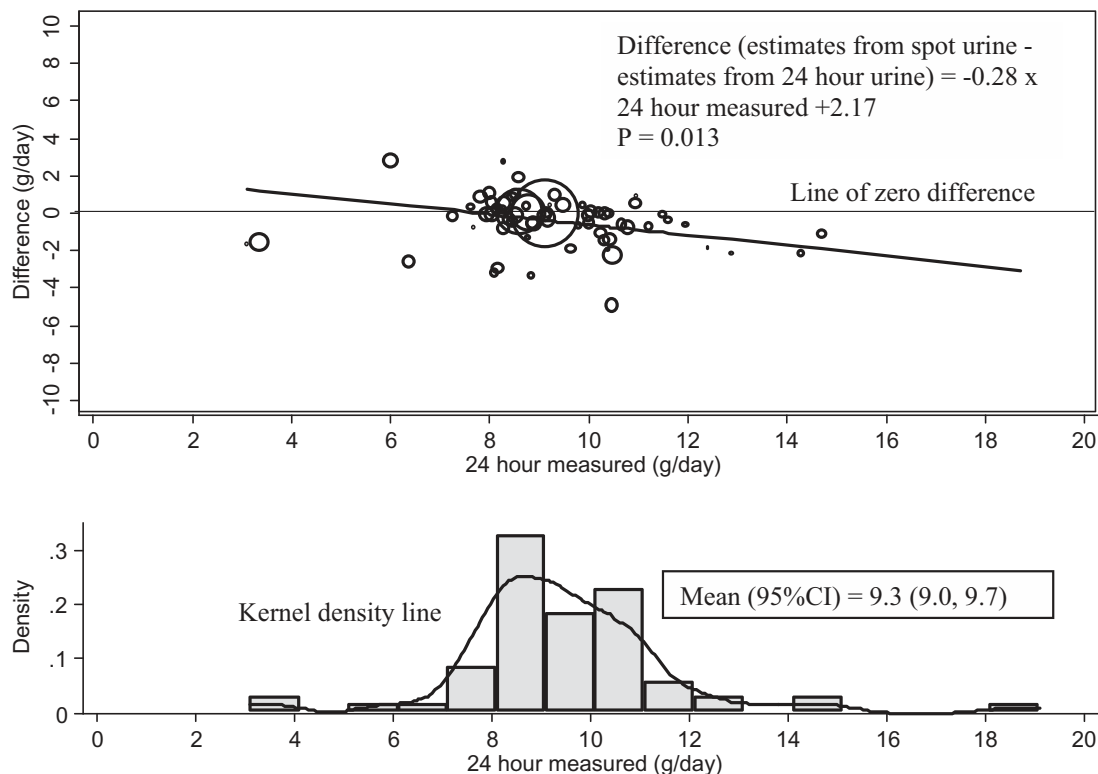 Difference (estimates from spot urine -
estimates from 24 hour urine) = -0.28 x
24 hour measured +2.17
P = 0.013
Line of zero difference
Difference (g/day)
10
8
6
4
2
0
-2
-4
-6
-8
-10
0 2 4 6 8 10 12 14 16 18 20
24 hour measured (g/day)
Density
.3
.2
.1
0
Kernel density line
Mean (95%CI) = 9.3 (9.0, 9.7)
0 2 4 6 8 10 12 14 16 18 20
24 hour measured (g/day)